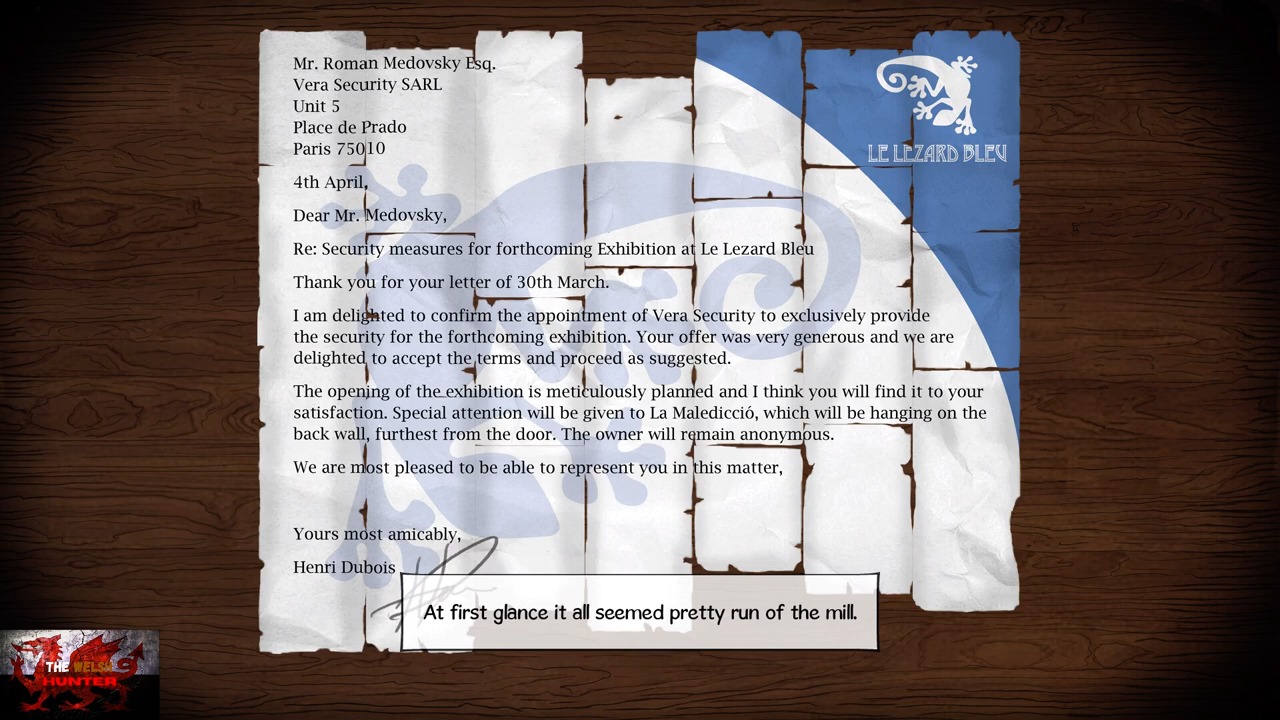 Mr. Roman Medovsky Esq.
Vera Security SARL
Unit 5
Place de Prado
Paris 75010
LE LEZARD BLEU
4th April,
Dear Mr. Medovsky,
Re: Security measures for forthcoming Exhibition at Le Lezard Bleu
Thank you for your letter of 30th March.
I am delighted to confirm the appointment of Vera Security to exclusively provide
the security for the forthcoming exhibition. Your offer was very generous and we are
delighted to accept the terms and proceed as suggested.
The opening of the exhibition is meticulously planned and I think you will find it to your
satisfaction. Special attention will be given to La Maledicció, which will be hanging on the
back wall, furthest from the door. The owner will remain anonymous.
We are most pleased to be able to represent you in this matter,
Yours most amicably,
Henri Dubois
At first glance it all seemed pretty run of the mill.
THE WELSH
HUNTER